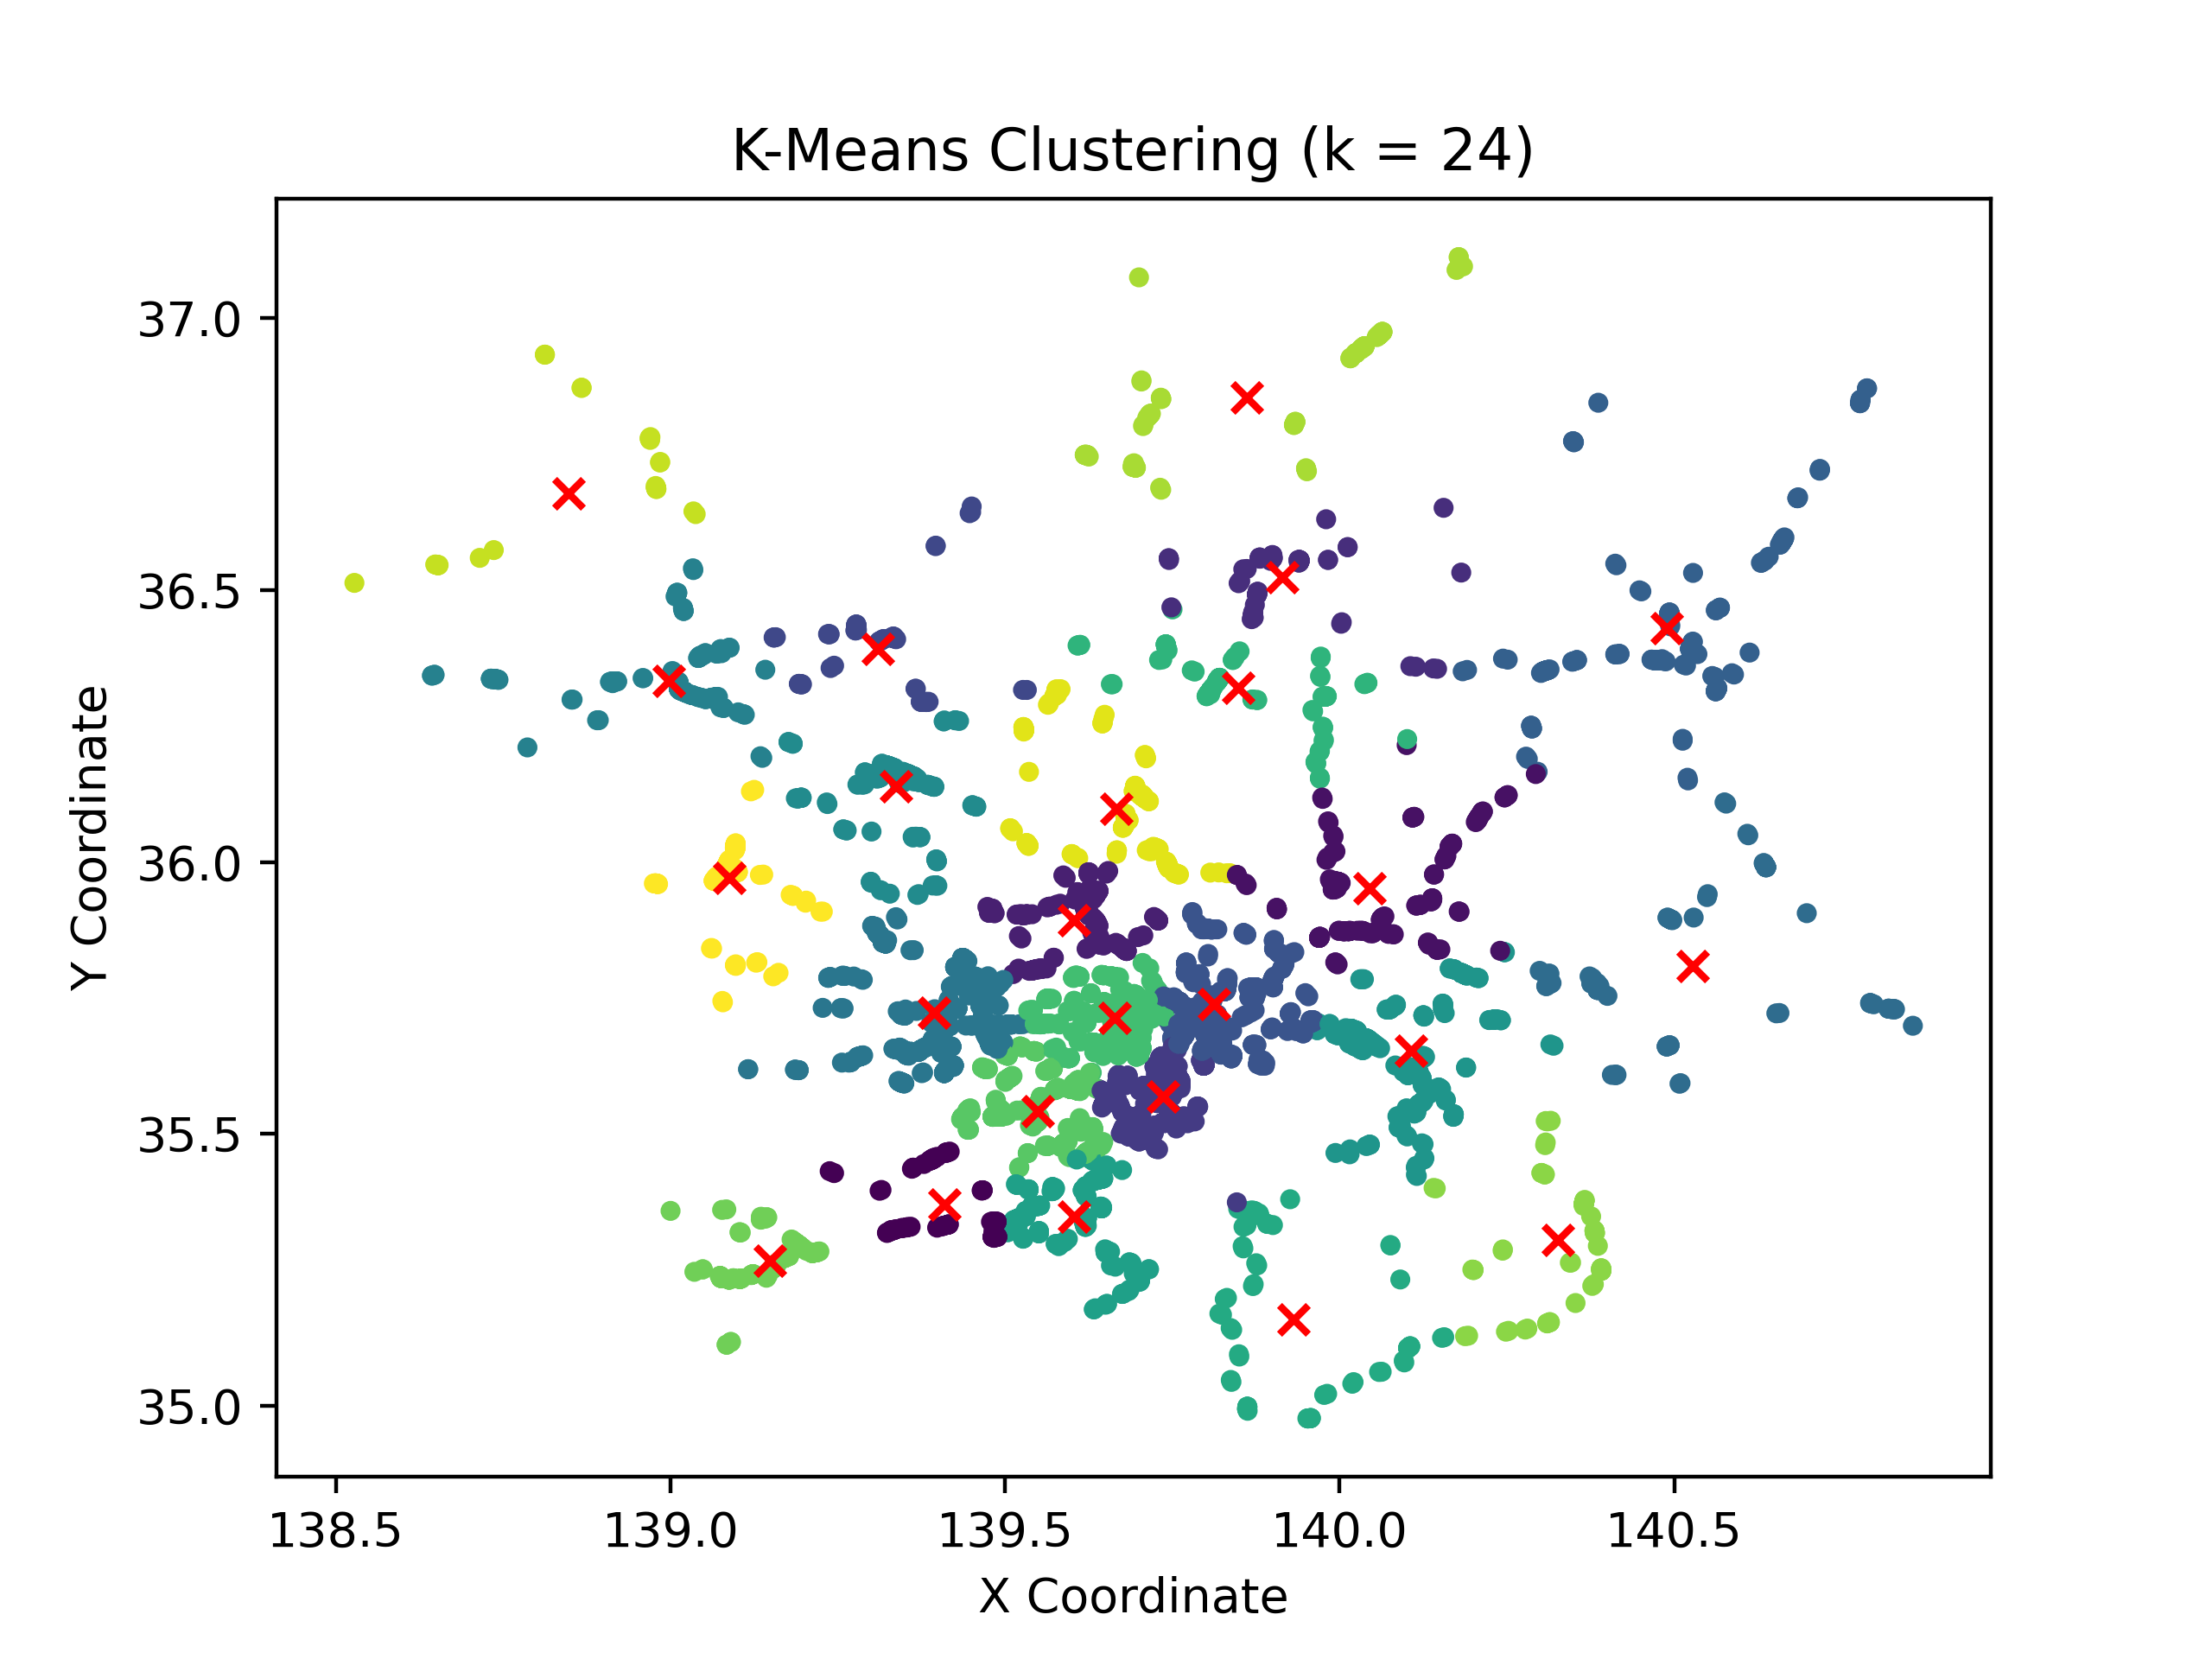 K-Means Clustering (k = 24)
37.0
36.5
36.0
35.5
35.0
Y Coordinate
138.5 139.0 139.5 140.0 140.5
X Coordinate